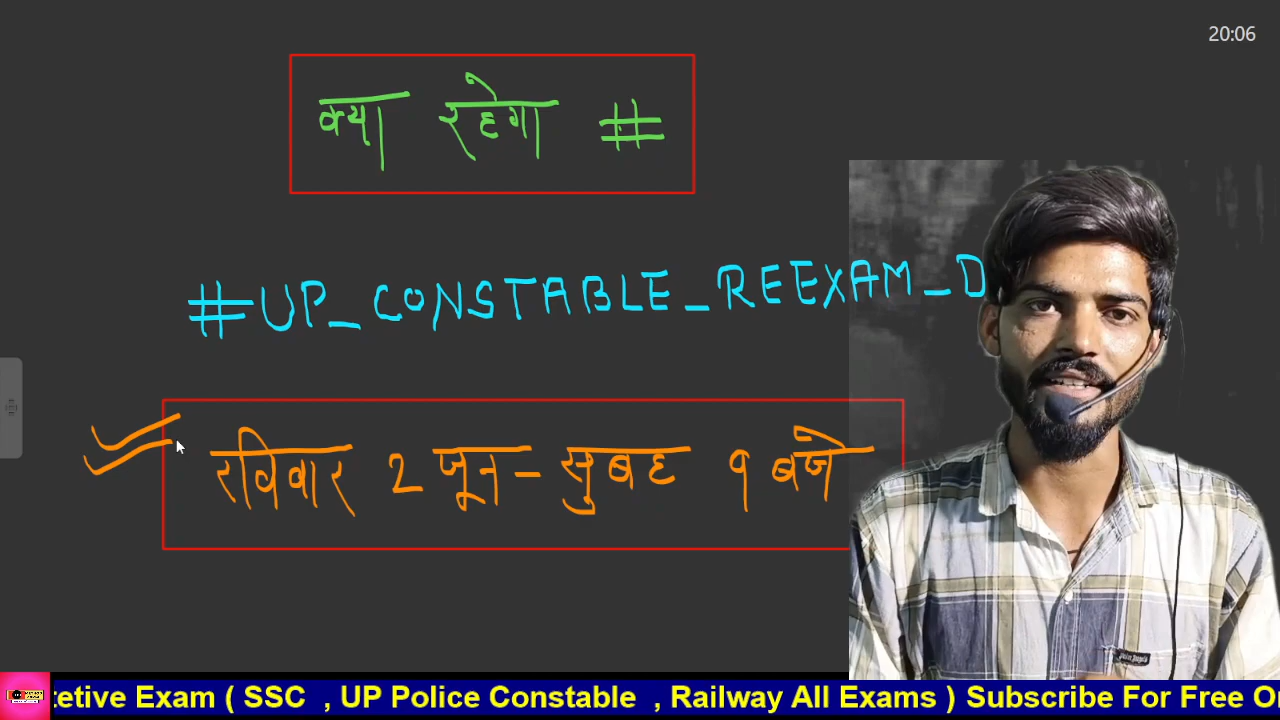 20:06
क्या रहेगा #
#UP_CONSTABLE_REEXAM_D
रविवार 2 जून - सुबह 9 बजे
tetive Exam ( SSC , UP Police Constable , Railway All Exams ) Subscribe For Free O